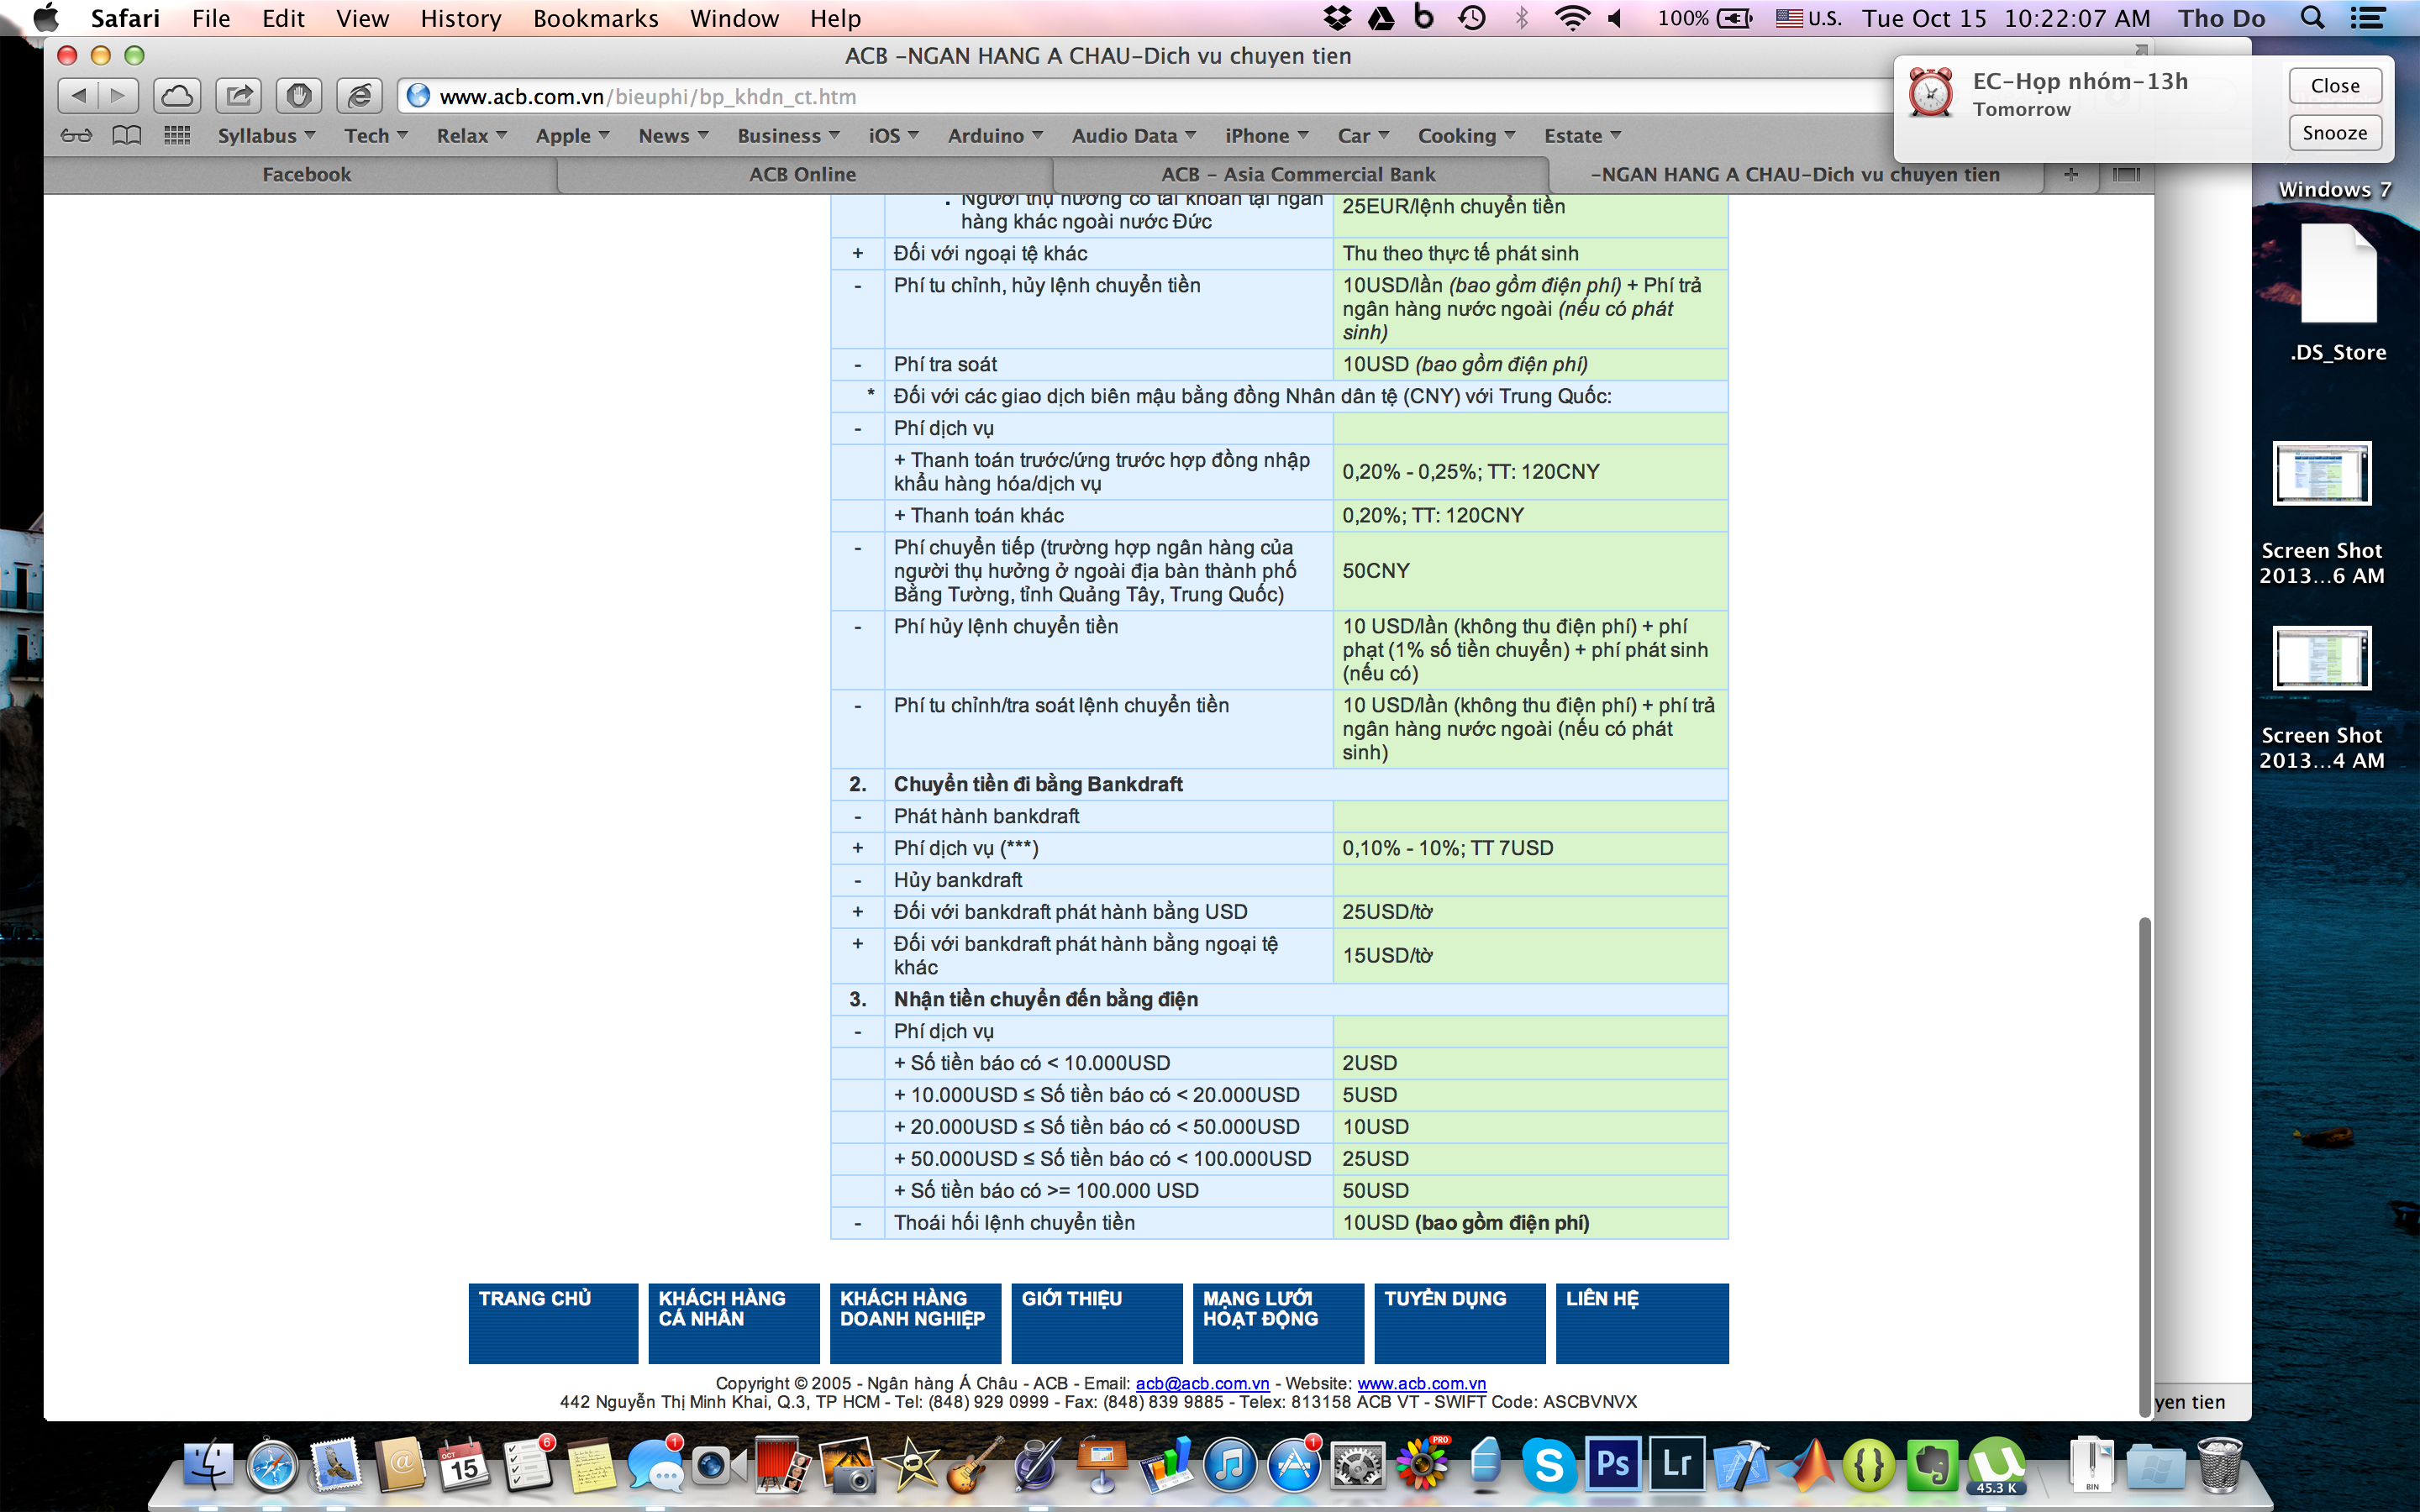 Safari File Edit View History Bookmarks Window Help
100% U.S. Tue Oct 15 10:22:07 AM Tho Do
ACB -NGAN HANG A CHAU-Dich vu chuyen tien
www.acb.com.vn/bieuphi/bp_khdn_ct.htm
EC-Họp nhóm-13h
Tomorrow
Close
Snooze
Syllabus Tech Relax Apple News Business iOS Arduino Audio Data iPhone Car Cooking Estate
Facebook ACB Online ACB - Asia Commercial Bank -NGAN HANG A CHAU-Dich vu chuyen tien
. Người thụ hưởng có tài khoản tại ngân
hàng khác ngoài nước Đức
25EUR/lệnh chuyển tiền
+ Đối với ngoại tệ khác Thu theo thực tế phát sinh
- Phí tu chỉnh, hủy lệnh chuyển tiền 10USD/lần (bao gồm điện phí) + Phí trả
ngân hàng nước ngoài (nếu có phát
sinh)
- Phí tra soát 10USD (bao gồm điện phí)
* Đối với các giao dịch biên mậu bằng đồng Nhân dân tệ (CNY) với Trung Quốc:
- Phí dịch vụ
+ Thanh toán trước/ứng trước hợp đồng nhập
khẩu hàng hóa/dịch vụ
0,20% - 0,25%; TT: 120CNY
+ Thanh toán khác 0,20%; TT: 120CNY
- Phí chuyển tiếp (trường hợp ngân hàng của
người thụ hưởng ở ngoài địa bàn thành phố
Bằng Tường, tỉnh Quảng Tây, Trung Quốc)
50CNY
- Phí hủy lệnh chuyển tiền 10 USD/lần (không thu điện phí) + phí
phạt (1% số tiền chuyển) + phí phát sinh
(nếu có)
- Phí tu chỉnh/tra soát lệnh chuyển tiền 10 USD/lần (không thu điện phí) + phí trả
ngân hàng nước ngoài (nếu có phát
sinh)
2. Chuyển tiền đi bằng Bankdraft
- Phát hành bankdraft
+ Phí dịch vụ (***) 0,10% - 10%; TT 7USD
- Hủy bankdraft
+ Đối với bankdraft phát hành bằng USD 25USD/tờ
+ Đối với bankdraft phát hành bằng ngoại tệ
khác
15USD/tờ
3. Nhận tiền chuyển đến bằng điện
- Phí dịch vụ
+ Số tiền báo có < 10.000USD 2USD
+ 10.000USD ≤ Số tiền báo có < 20.000USD 5USD
+ 20.000USD ≤ Số tiền báo có < 50.000USD 10USD
+ 50.000USD ≤ Số tiền báo có < 100.000USD 25USD
+ Số tiền báo có >= 100.000 USD 50USD
- Thoái hối lệnh chuyển tiền 10USD (bao gồm điện phí)
TRANG CHỦ
KHÁCH HÀNG
CÁ NHÂN
KHÁCH HÀNG
DOANH NGHIỆP
GIỚI THIỆU
MẠNG LƯỚI
HOẠT ĐỘNG
TUYỂN DỤNG
LIÊN HỆ
Copyright © 2005 - Ngân hàng Á Châu - ACB - Email: acb@acb.com.vn - Website: www.acb.com.vn
442 Nguyễn Thị Minh Khai, Q.3, TP HCM - Tel: (848) 929 0999 - Fax: (848) 839 9885 - Telex: 813158 ACB VT - SWIFT Code: ASCBVNVX
yen tien
Windows 7
.DS_Store
Screen Shot
2013...6 AM
Screen Shot
2013...4 AM
OCT
15
6
1
1
PRO
S
Ps
Lr
45.3 K
BIN